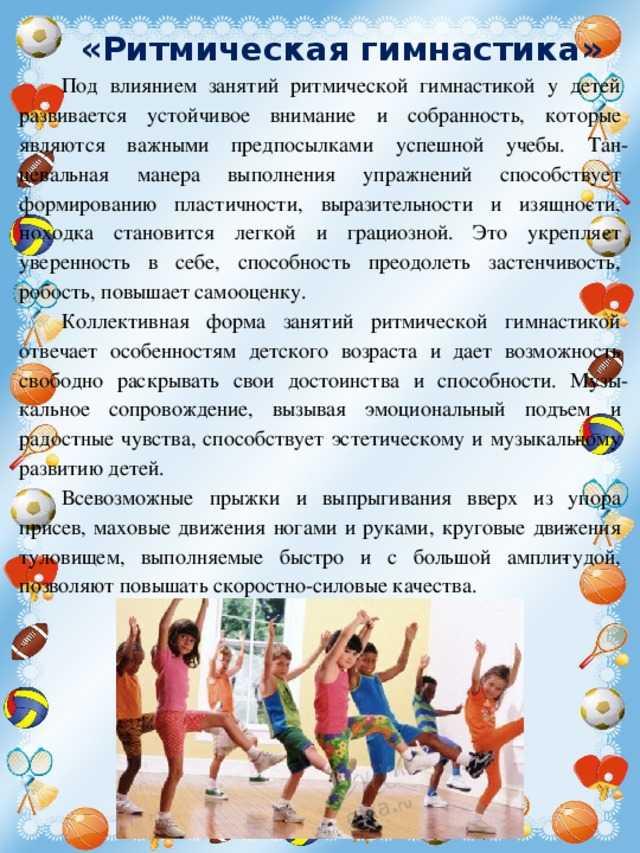 «Ритмическая гимнастика»
Под влиянием занятий ритмической гимнастикой у детей
развивается устойчивое внимание и собранность, которые
являются важными предпосылками успешной учебы. Тан-
цевальная манера выполнения упражнений способствует
формированию пластичности, выразительности и изящности,
походка становится легкой и грациозной. Это укрепляет
уверенность в себе, способность преодолеть застенчивость,
робость, повышает самооценку.
Коллективная форма занятий ритмической гимнастикой
отвечает особенностям детского возраста и дает возможность
свободно раскрывать свои достоинства и способности. Музы-
кальное сопровождение, вызывая эмоциональный подъем и
радостные чувства, способствует эстетическому и музыкальному
развитию детей.
Всевозможные прыжки и выпрыгивания вверх из упора
присев, маховые движения ногами и руками, круговые движения
туловищем, выполняемые быстро и с большой амплитудой,
позволяют повышать скоростно-силовые качества.